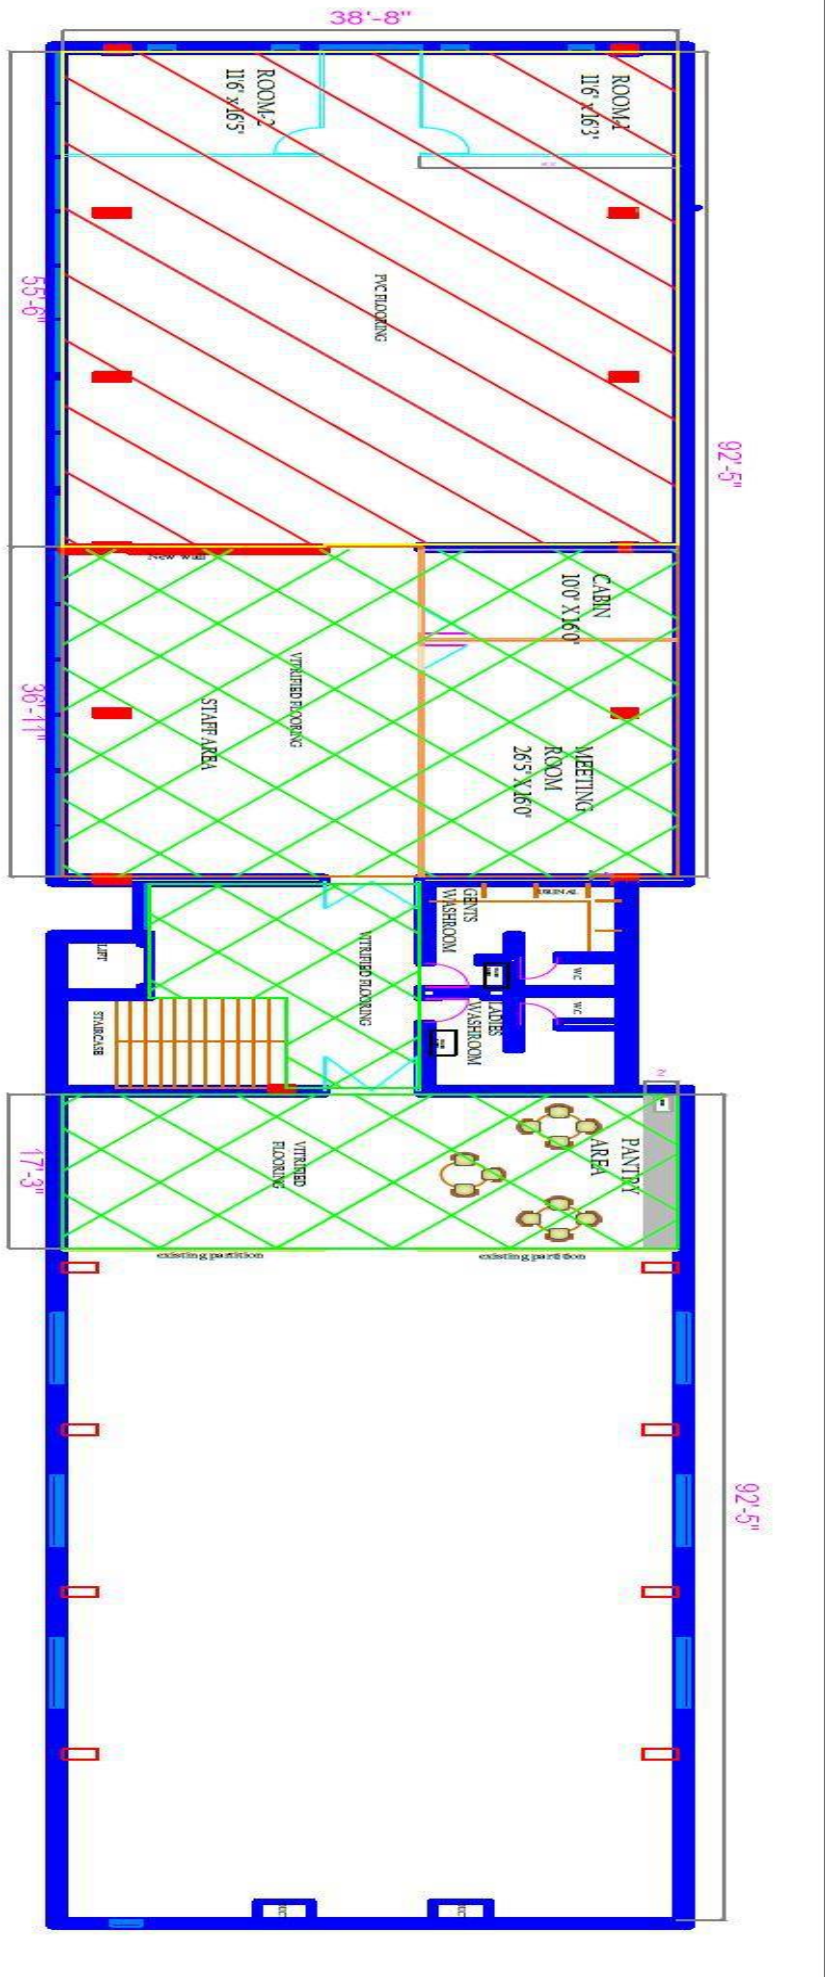 38'-8"
ROOM-2
11'6" x 16'5"
ROOM-1
11'6" x 16'3"
PVC FLOORING
55'-6"
92'-5"
New wall
CABIN
10'0" X 16'0"
VITRIFIED FLOORING
STAFF AREA
36'-11"
MEETING
ROOM
26'5" X 16'0"
GENTS
WASHROOM
URINAL
LIFT
VITRIFIED FLOORING
WC
WC
LADIES
WASHROOM
STAIRCASE
2'
VITRIFIED
FLOORING
PANTRY
AREA
17'-3"
existing partition
existing partition
92'-5"